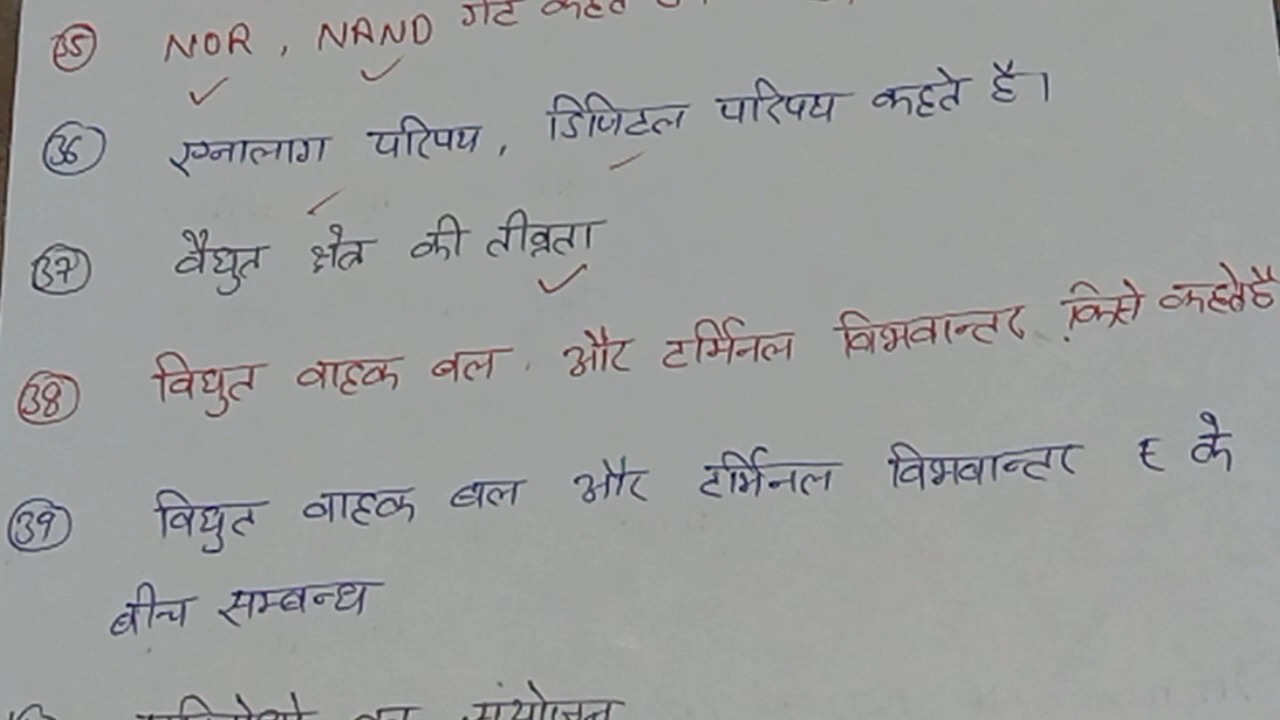 35 NOR, NAND गेट कहते
36 एनालाग परिपथ, डिजिटल परिपथ कहते है।
37 वैद्युत क्षेत्र की तीव्रता
38 विद्युत वाहक बल और टर्मिनल विभवान्तर किसे कहते है
39 विद्युत वाहक बल और टर्मिनल विभवान्तर E के
बीच सम्बन्ध
का संयोजन